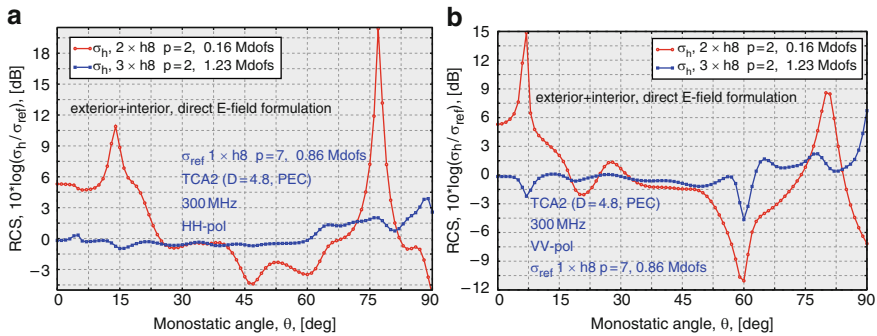 a
σh, 2 × h8 p=2, 0.16 Mdofs
σh, 3 × h8 p=2, 1.23 Mdofs
exterior+interior, direct E-field formulation
σref 1 × h8 p=7, 0.86 Mdofs
TCA2 (D=4.8, PEC)
300 MHz
HH-pol
RCS, 10*log(σh/σref), [dB]
18
15
12
9
6
3
0
−3
0 15 30 45 60 75 90
Monostatic angle, θ, [deg]
b
σh, 2 × h8 p=2, 0.16 Mdofs
σh, 3 × h8 p=2, 1.23 Mdofs
exterior+interior, direct E-field formulation
TCA2 (D=4.8, PEC)
300 MHz
VV-pol
σref 1×h8 p=7, 0.86 Mdofs
RCS, 10*log(σh/σref), [dB]
15
12
9
6
3
0
−3
−6
−9
−12
0 15 30 45 60 75 90
Monostatic angle, θ, [deg]